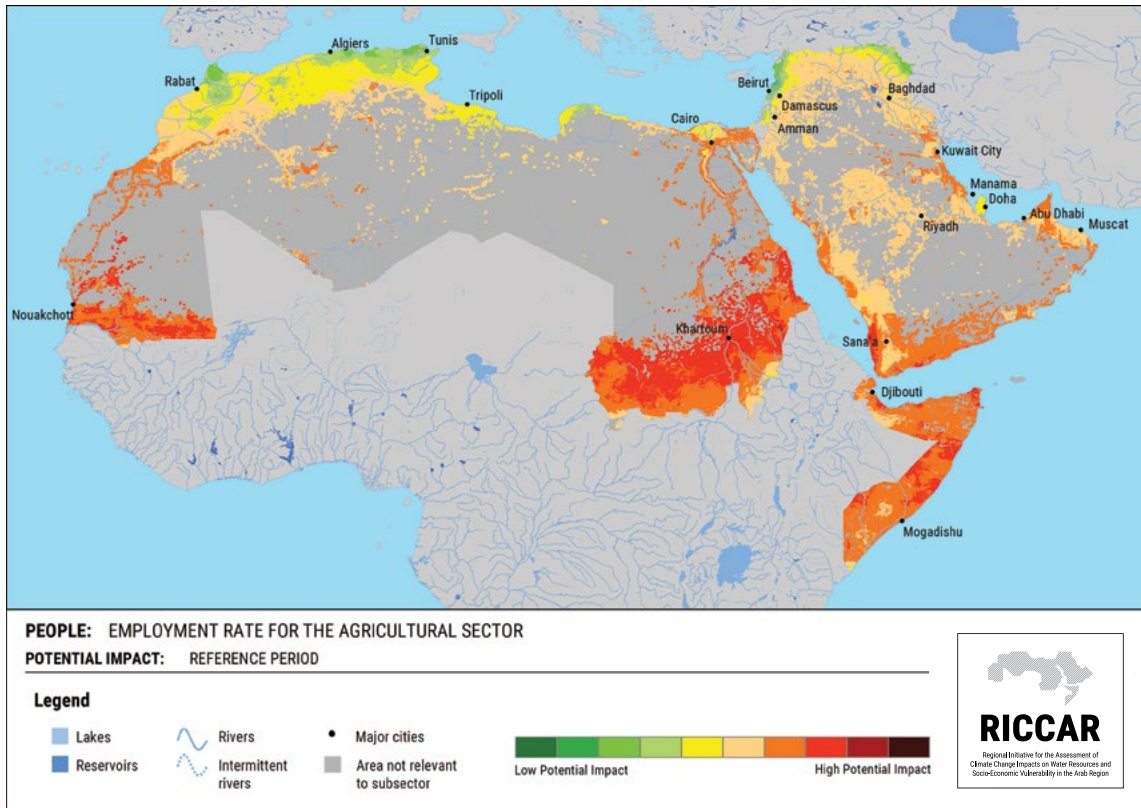 Algiers
Tunis
Rabat
Tripoli
Beirut
Damascus
Amman
Baghdad
Cairo
Kuwait City
Manama
Doha
Abu Dhabi
Muscat
Riyadh
Nouakchott
Khartoum
Sana'a
Djibouti
Mogadishu
PEOPLE: EMPLOYMENT RATE FOR THE AGRICULTURAL SECTOR
POTENTIAL IMPACT: REFERENCE PERIOD
Legend
Lakes
Reservoirs
Rivers
Intermittent
rivers
Major cities
Area not relevant
to subsector
Low Potential Impact
High Potential Impact
RICCAR
Regional Initiative for the Assessment of
Climate Change Impacts on Water Resources and
Socio-Economic Vulnerability in the Arab Region